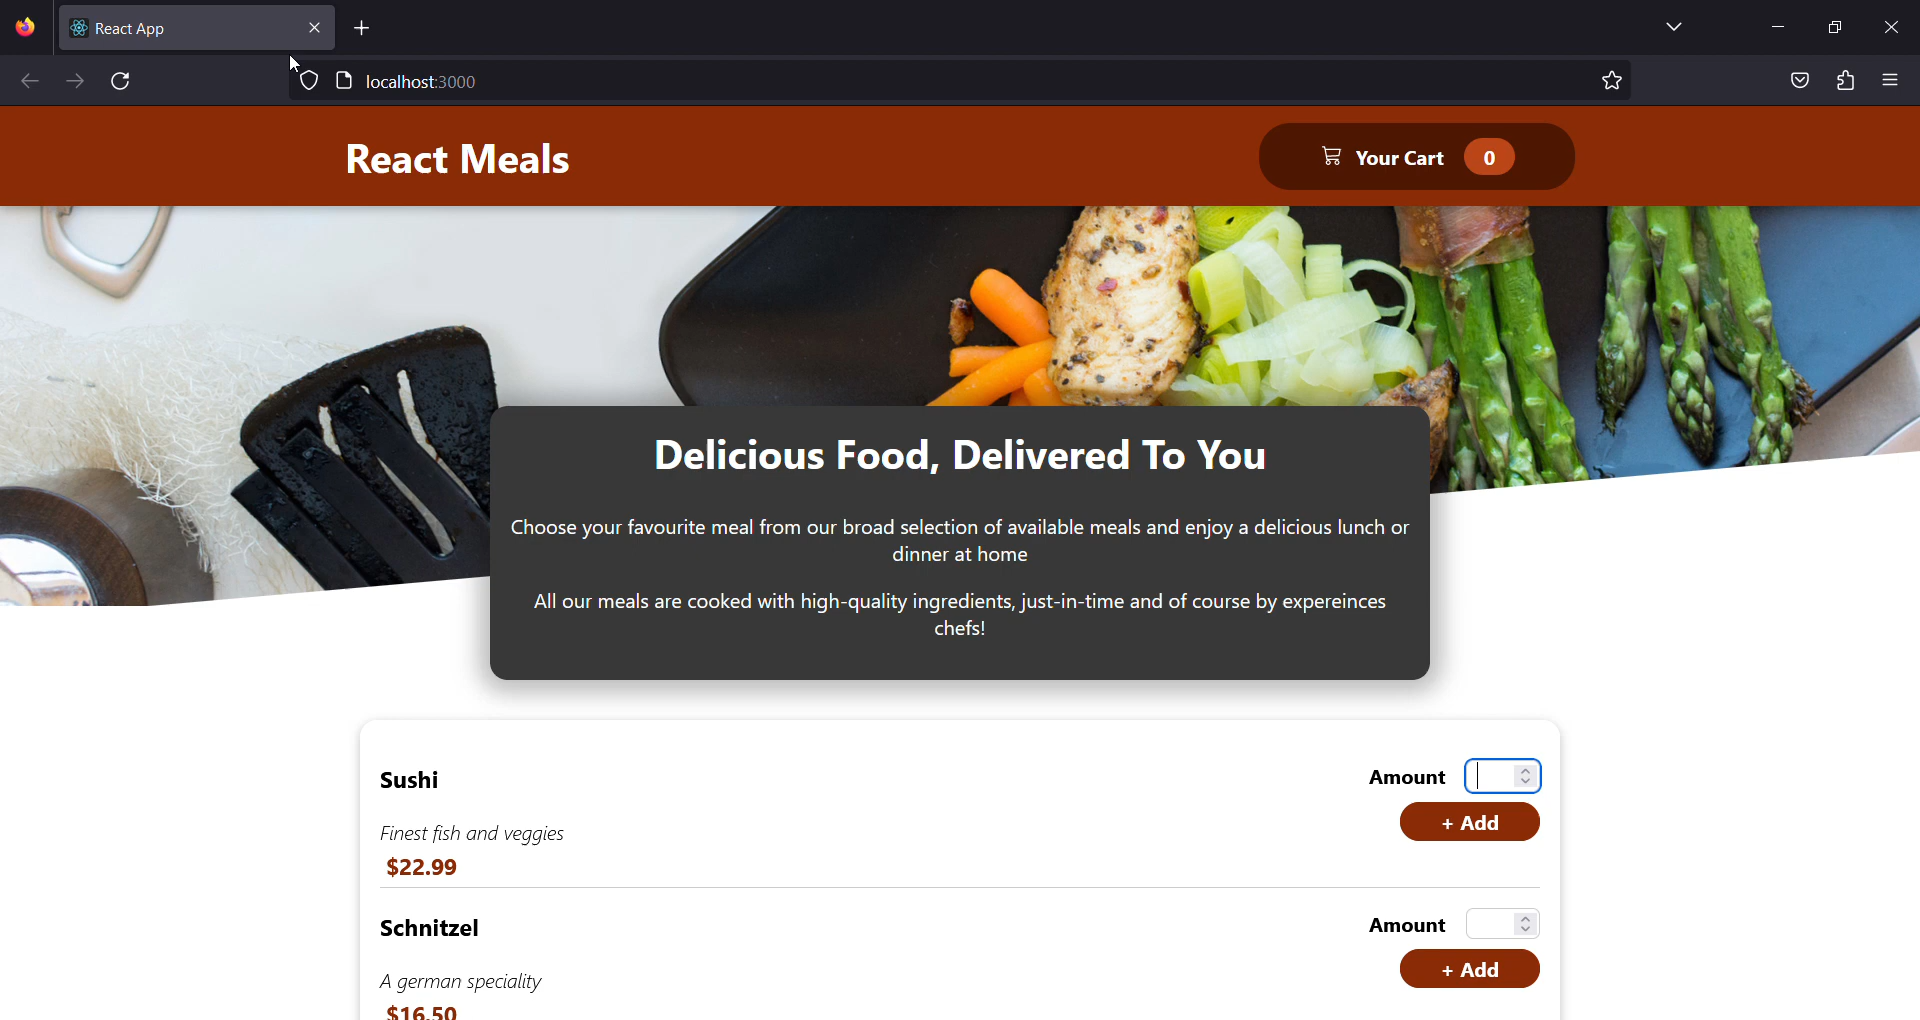 React App
localhost:3000
React Meals
Your Cart 0
Delicious Food, Delivered To You
Choose your favourite meal from our broad selection of available meals and enjoy a delicious lunch or
dinner at home
All our meals are cooked with high-quality ingredients, just-in-time and of course by expereinces
chefs!
Sushi
Amount
Finest fish and veggies
+ Add
$22.99
Schnitzel
Amount
A german speciality
+ Add
$16.50